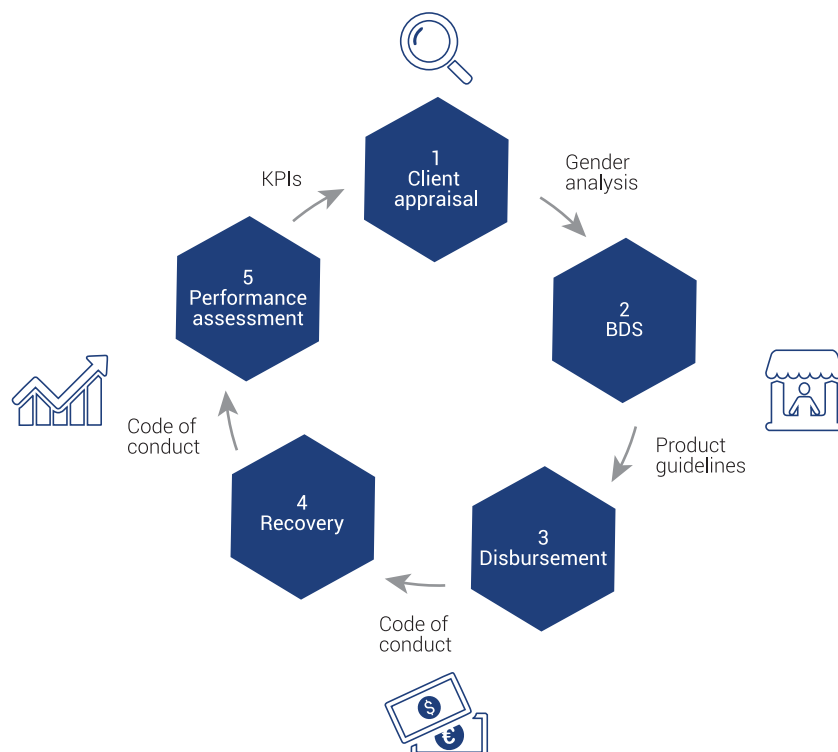 1
Client
appraisal
Gender
analysis
2
BDS
Product
guidelines
3
Disbursement
Code of
conduct
4
Recovery
Code of
conduct
5
Performance
assessment
KPIs
$
€